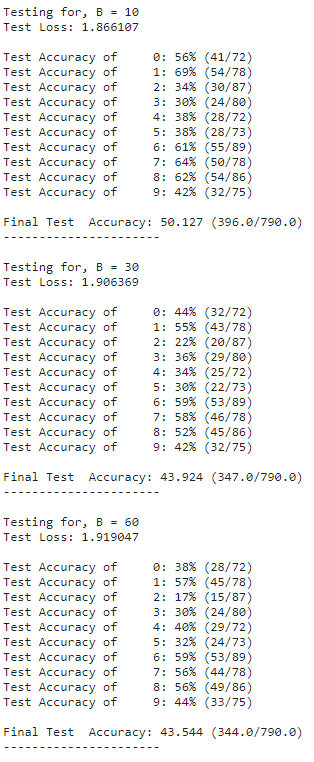 Testing for, B = 10
Test Loss: 1.866107
Test Accuracy of 0: 56% (41/72)
Test Accuracy of 1: 69% (54/78)
Test Accuracy of 2: 34% (30/87)
Test Accuracy of 3: 30% (24/80)
Test Accuracy of 4: 38% (28/72)
Test Accuracy of 5: 38% (28/73)
Test Accuracy of 6: 61% (55/89)
Test Accuracy of 7: 64% (50/78)
Test Accuracy of 8: 62% (54/86)
Test Accuracy of 9: 42% (32/75)
Final Test  Accuracy: 50.127 (396.0/790.0)
----------------------
Testing for, B = 30
Test Loss: 1.906369
Test Accuracy of 0: 44% (32/72)
Test Accuracy of 1: 55% (43/78)
Test Accuracy of 2: 22% (20/87)
Test Accuracy of 3: 36% (29/80)
Test Accuracy of 4: 34% (25/72)
Test Accuracy of 5: 30% (22/73)
Test Accuracy of 6: 59% (53/89)
Test Accuracy of 7: 58% (46/78)
Test Accuracy of 8: 52% (45/86)
Test Accuracy of 9: 42% (32/75)
Final Test  Accuracy: 43.924 (347.0/790.0)
----------------------
Testing for, B = 60
Test Loss: 1.919047
Test Accuracy of 0: 38% (28/72)
Test Accuracy of 1: 57% (45/78)
Test Accuracy of 2: 17% (15/87)
Test Accuracy of 3: 30% (24/80)
Test Accuracy of 4: 40% (29/72)
Test Accuracy of 5: 32% (24/73)
Test Accuracy of 6: 59% (53/89)
Test Accuracy of 7: 56% (44/78)
Test Accuracy of 8: 56% (49/86)
Test Accuracy of 9: 44% (33/75)
Final Test  Accuracy: 43.544 (344.0/790.0)
----------------------